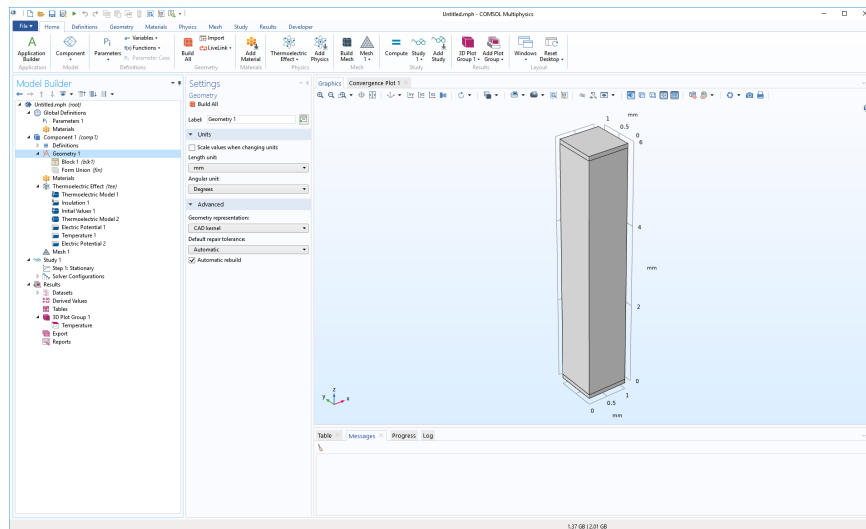 Untitled.mph - COMSOL Multiphysics
File Home Definitions Geometry Materials Physics Mesh Study Results Developer
Application Builder
Component 1
Parameters
Variables
Functions
Parameter Case
Build All
Import
LiveLink
Add Material
Thermoelectric Effect
Add Physics
Build Mesh
Mesh 1
Compute
Study 1
Add Study
3D Plot Group 1
Add Plot Group
Windows
Reset Desktop
Application Model Definitions Geometry Materials Physics Mesh Study Results Layout
Model Builder
Untitled.mph (root)
Global Definitions
Parameters 1
Materials
Component 1 (comp1)
Definitions
Geometry 1
Block 1 (blk1)
Form Union (fin)
Materials
Thermoelectric Effect (tee)
Thermoelectric Model 1
Insulation 1
Initial Values 1
Thermoelectric Model 2
Electric Potential 1
Temperature 1
Electric Potential 2
Mesh 1
Study 1
Step 1: Stationary
Solver Configurations
Results
Datasets
Derived Values
Tables
3D Plot Group 1
Temperature
Export
Reports
Settings
Geometry
Build All
Label: Geometry 1
Units
Scale values when changing units
Length unit:
mm
Angular unit:
Degrees
Advanced
Geometry representation:
CAD kernel
Default repair tolerance:
Automatic
Automatic rebuild
Graphics Convergence Plot 1
mm
1
0.5
0
6
4
mm
2
0
1
0.5
0
mm
z
y
x
Table Messages Progress Log
1.37 GB | 2.01 GB